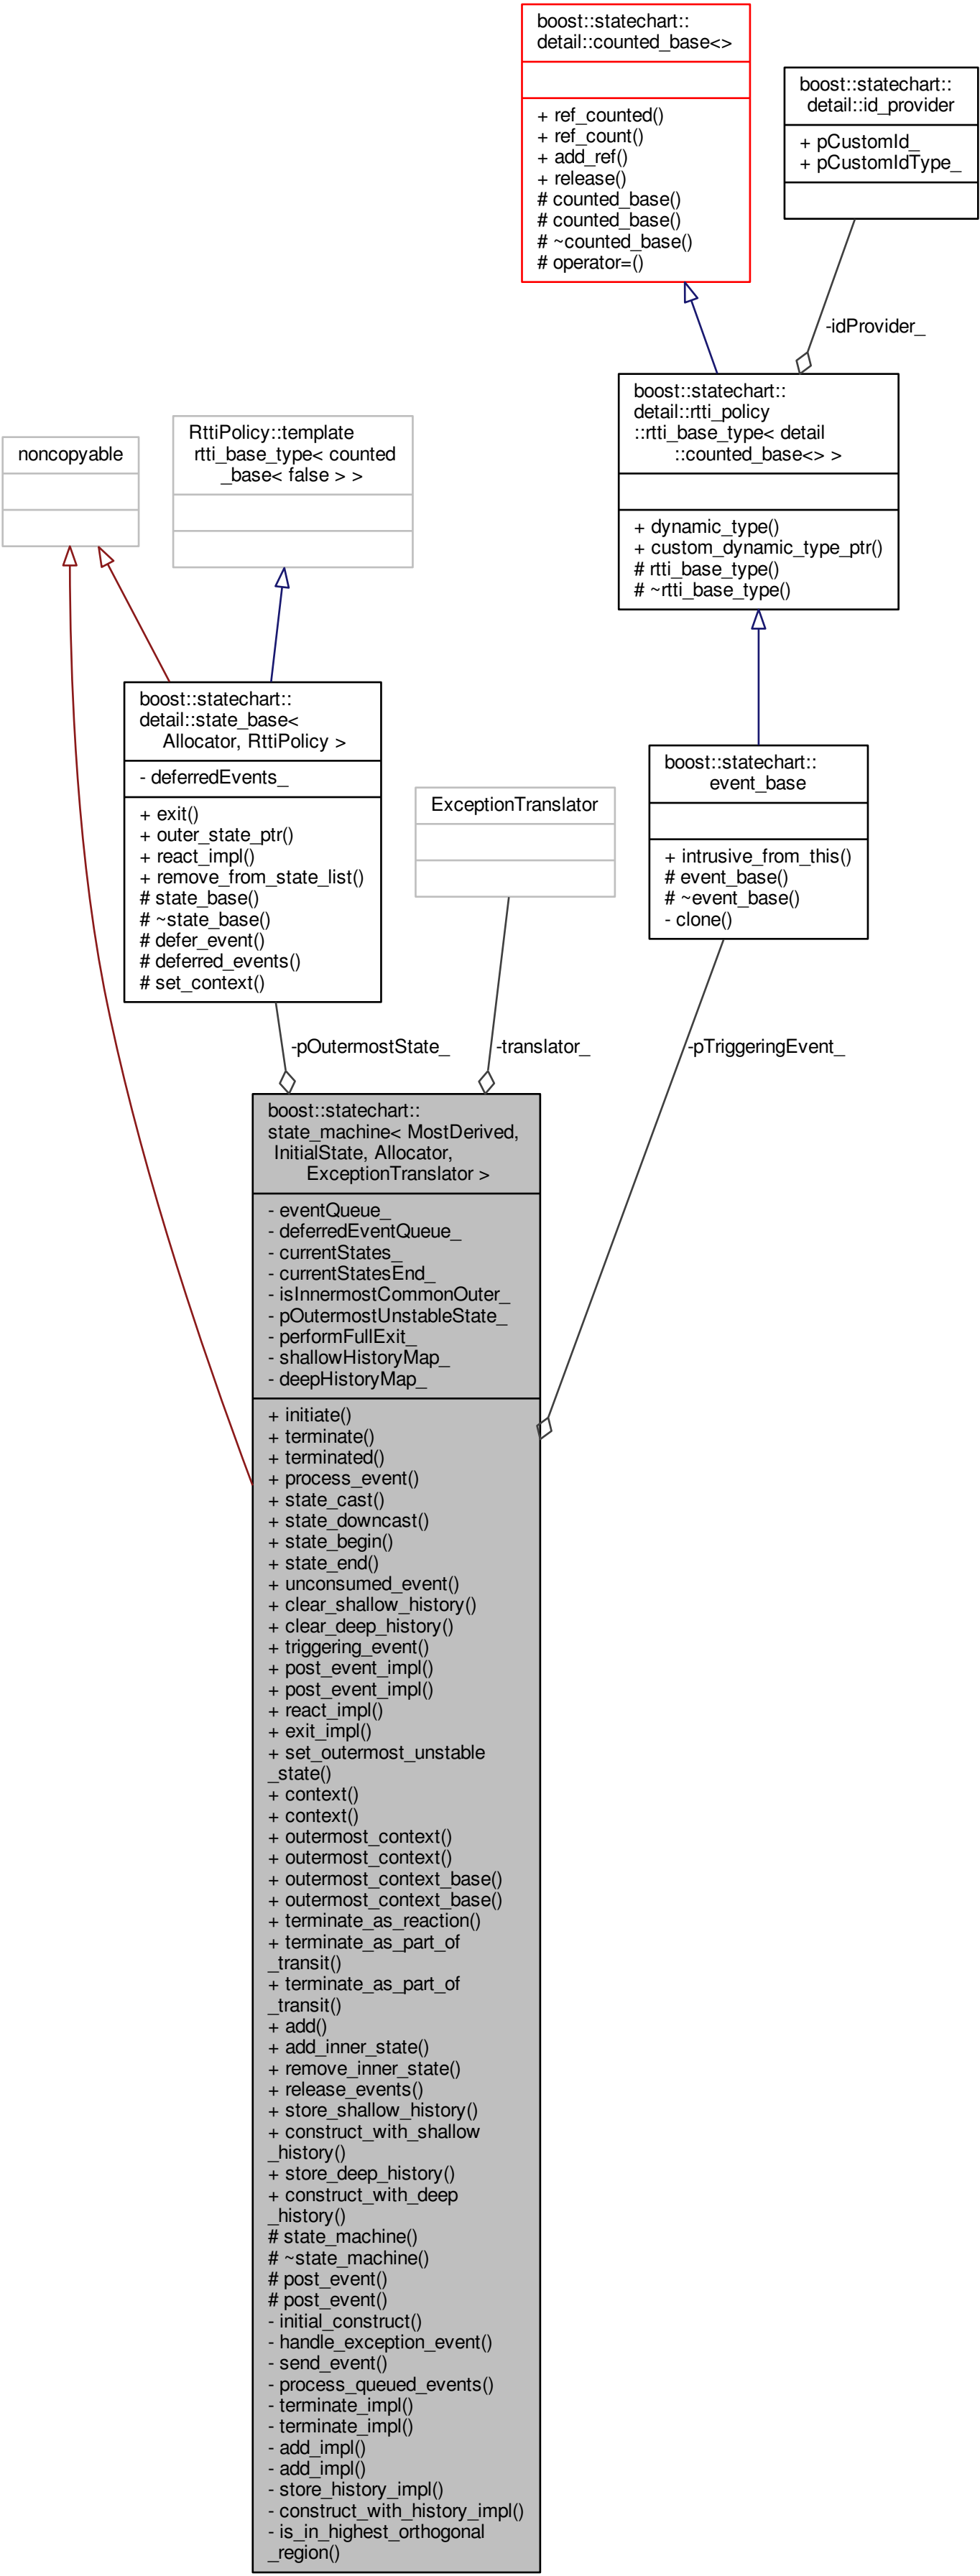 boost::statechart::
detail::counted_base<>
+ ref_counted()
+ ref_count()
+ add_ref()
+ release()
# counted_base()
# counted_base()
# ~counted_base()
# operator=()
boost::statechart::
detail::id_provider
+ pCustomId_
+ pCustomIdType_
-idProvider_
boost::statechart::
detail::rtti_policy
::rtti_base_type< detail
::counted_base<> >
+ dynamic_type()
+ custom_dynamic_type_ptr()
# rtti_base_type()
# ~rtti_base_type()
noncopyable
RttiPolicy::template
rtti_base_type< counted
_base< false > >
boost::statechart::
detail::state_base<
Allocator, RttiPolicy >
- deferredEvents_
+ exit()
+ outer_state_ptr()
+ react_impl()
+ remove_from_state_list()
# state_base()
# ~state_base()
# defer_event()
# deferred_events()
# set_context()
ExceptionTranslator
boost::statechart::
event_base
+ intrusive_from_this()
# event_base()
# ~event_base()
- clone()
-pOutermostState_
-translator_
-pTriggeringEvent_
boost::statechart::
state_machine< MostDerived,
InitialState, Allocator,
ExceptionTranslator >
- eventQueue_
- deferredEventQueue_
- currentStates_
- currentStatesEnd_
- isInnermostCommonOuter_
- pOutermostUnstableState_
- performFullExit_
- shallowHistoryMap_
- deepHistoryMap_
+ initiate()
+ terminate()
+ terminated()
+ process_event()
+ state_cast()
+ state_downcast()
+ state_begin()
+ state_end()
+ unconsumed_event()
+ clear_shallow_history()
+ clear_deep_history()
+ triggering_event()
+ post_event_impl()
+ post_event_impl()
+ react_impl()
+ exit_impl()
+ set_outermost_unstable
_state()
+ context()
+ context()
+ outermost_context()
+ outermost_context()
+ outermost_context_base()
+ outermost_context_base()
+ terminate_as_reaction()
+ terminate_as_part_of
_transit()
+ terminate_as_part_of
_transit()
+ add()
+ add_inner_state()
+ remove_inner_state()
+ release_events()
+ store_shallow_history()
+ construct_with_shallow
_history()
+ store_deep_history()
+ construct_with_deep
_history()
# state_machine()
# ~state_machine()
# post_event()
# post_event()
- initial_construct()
- handle_exception_event()
- send_event()
- process_queued_events()
- terminate_impl()
- terminate_impl()
- add_impl()
- add_impl()
- store_history_impl()
- construct_with_history_impl()
- is_in_highest_orthogonal
_region()